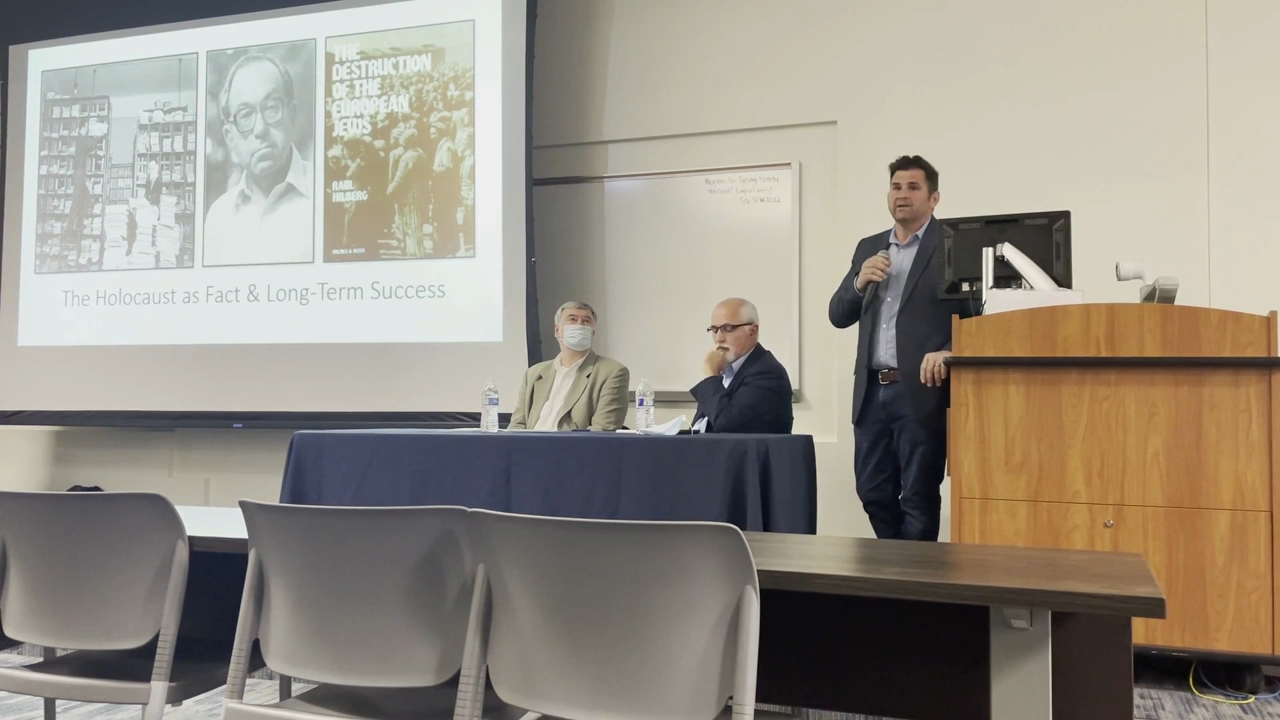 THE
DESTRUCTION
OF THE
EUROPEAN
JEWS
RAUL
HILBERG
The Holocaust as Fact & Long-Term Success